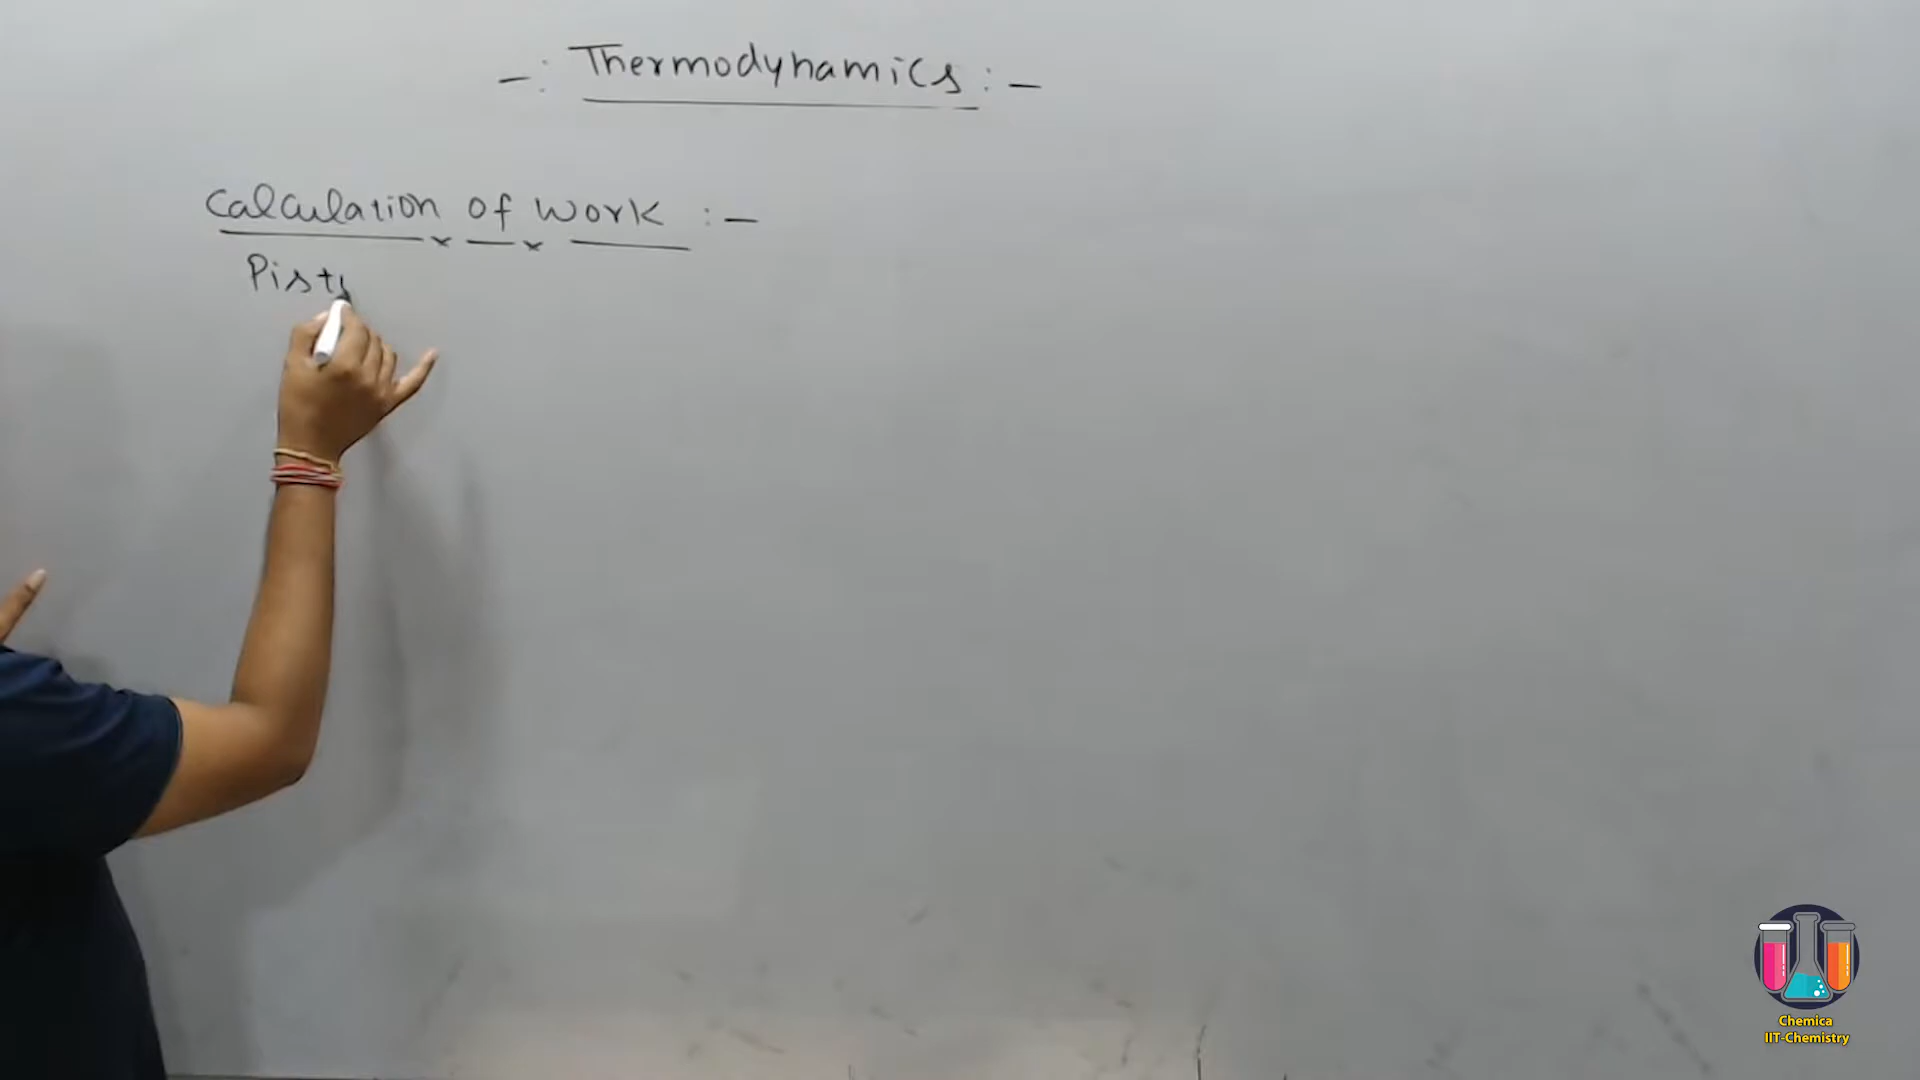 -: Thermodynamics :-
Calculation of work :-
Pist
Chemica
IIT-Chemistry